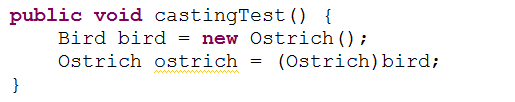 public void castingTest() {
    Bird bird = new Ostrich();
    Ostrich ostrich = (Ostrich)bird;
}